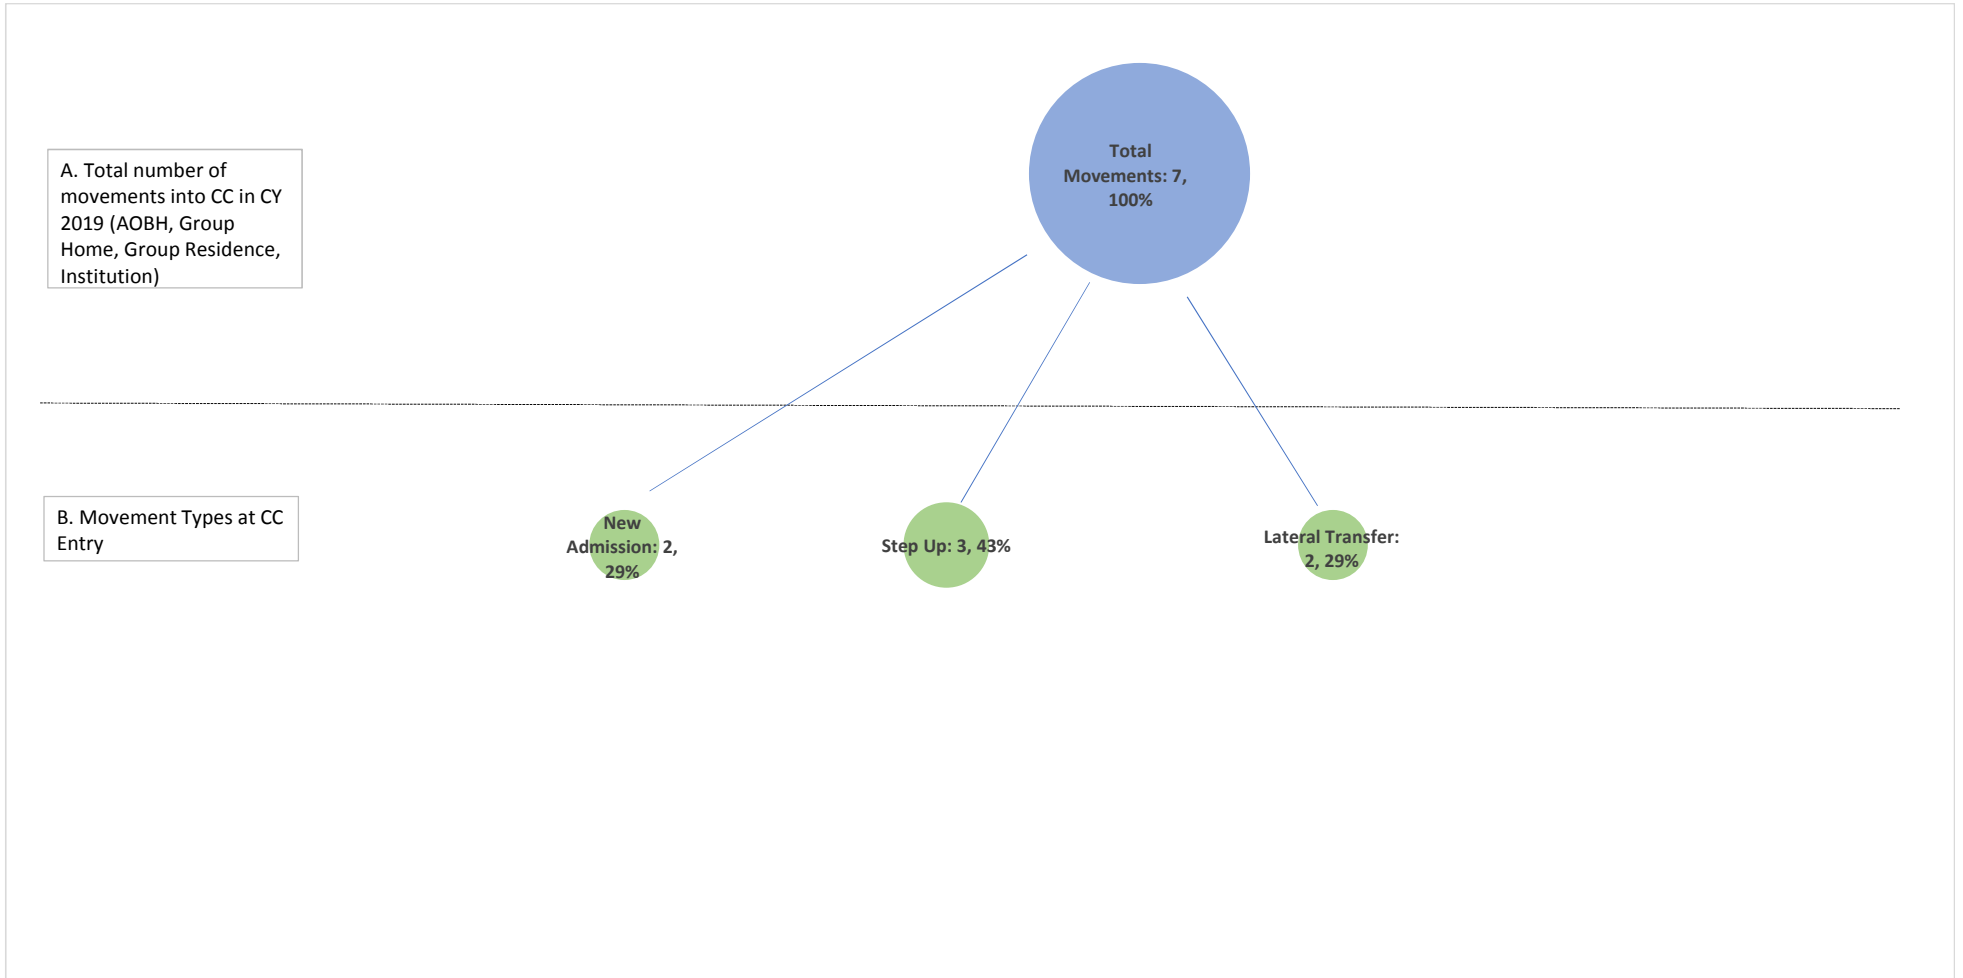 Total
Movements: 7,
100%
A. Total number of
movements into CC in CY
2019 (AOBH, Group
Home, Group Residence,
Institution)
B. Movement Types at CC
Entry
New
Admission: 2,
29%
Step Up: 3, 43%
Lateral Transfer:
2, 29%